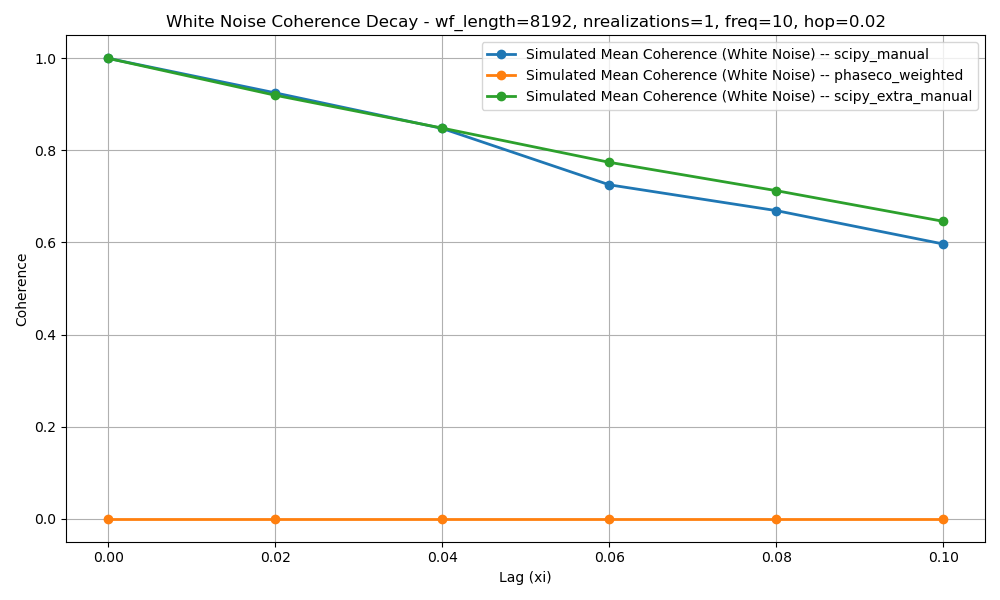 White Noise Coherence Decay - wf_length=8192, nrealizations=1, freq=10, hop=0.02
Simulated Mean Coherence (White Noise) -- scipy_manual
Simulated Mean Coherence (White Noise) -- phaseco_weighted
Simulated Mean Coherence (White Noise) -- scipy_extra_manual
Coherence
1.0
0.8
0.6
0.4
0.2
0.0
0.00 0.02 0.04 0.06 0.08 0.10
Lag (xi)